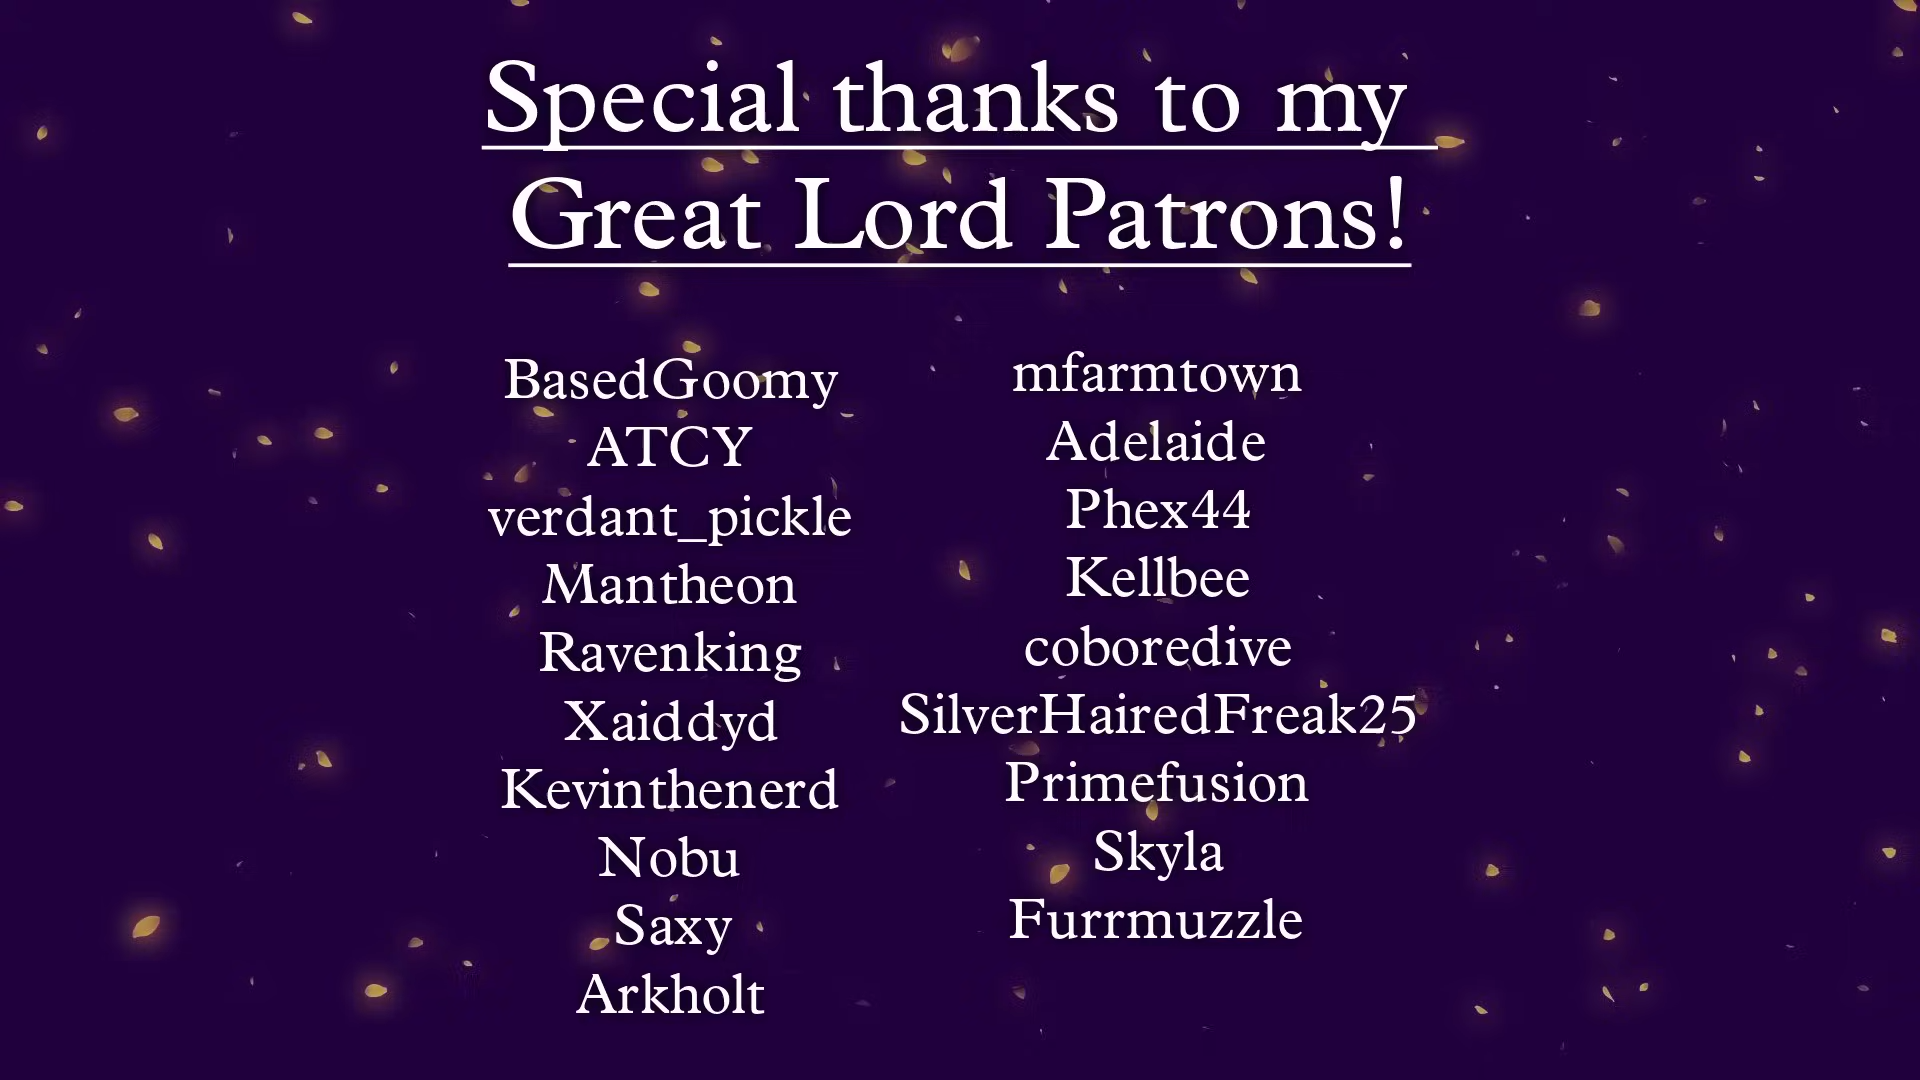 Special thanks to my
Great Lord Patrons!
BasedGoomy
ATCY
verdant_pickle
Mantheon
Ravenking
Xaiddyd
Kevinthenerd
Nobu
Saxy
Arkholt
mfarmtown
Adelaide
Phex44
Kellbee
coboredive
SilverHairedFreak25
Primefusion
Skyla
Furrmuzzle